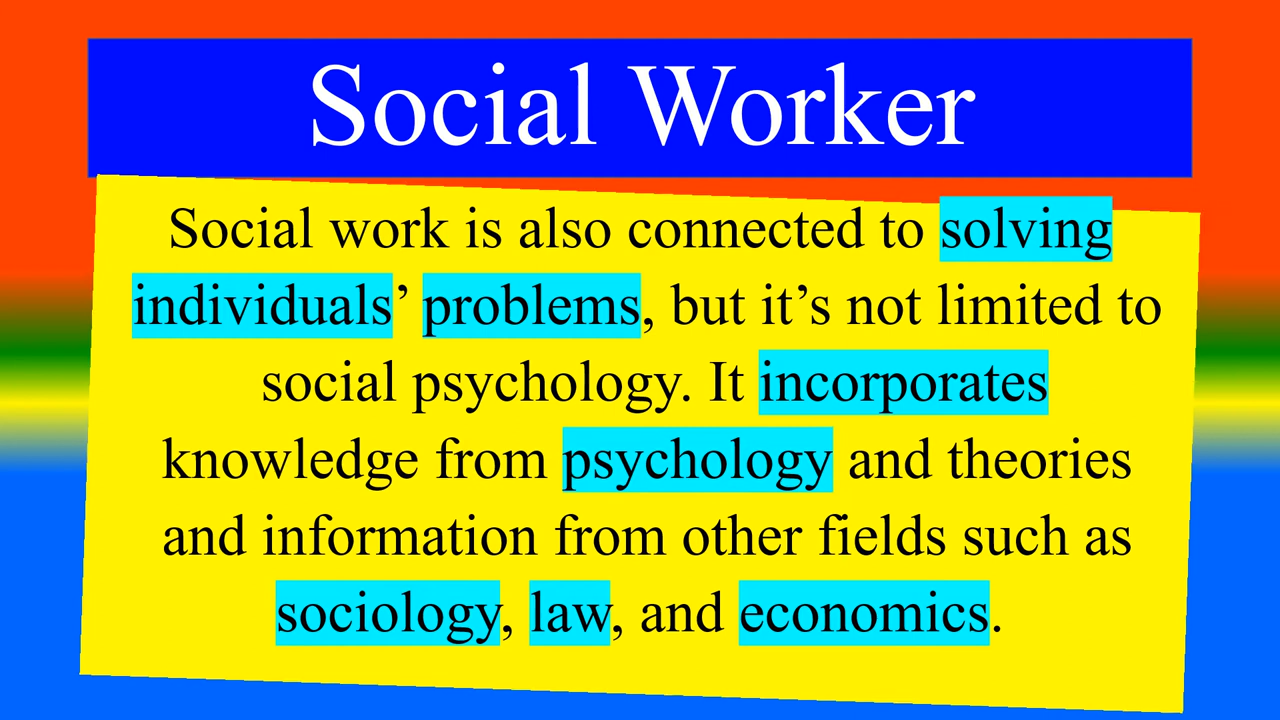 Social Worker
Social work is also connected to solving
individuals’ problems, but it’s not limited to
social psychology. It incorporates
knowledge from psychology and theories
and information from other fields such as
sociology, law, and economics.